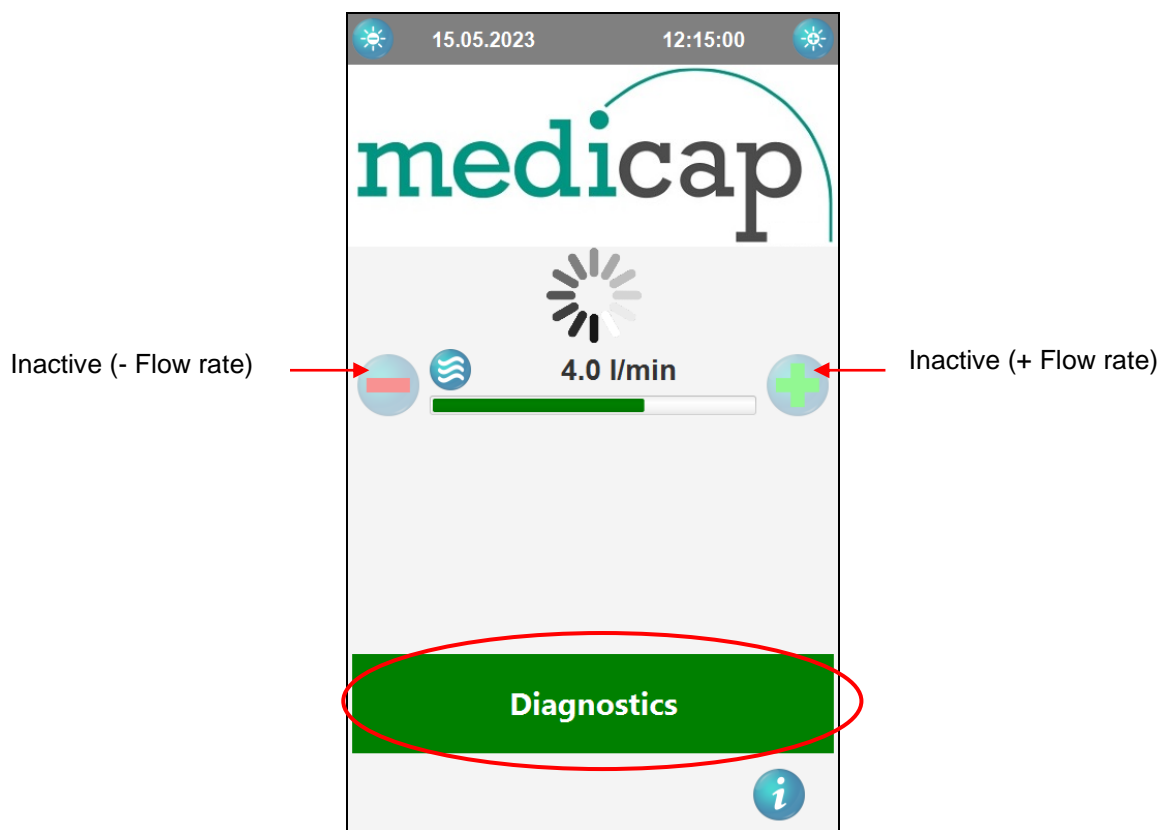 15.05.2023 12:15:00
medicap
Inactive (- Flow rate)
4.0 l/min
Inactive (+ Flow rate)
Diagnostics
i